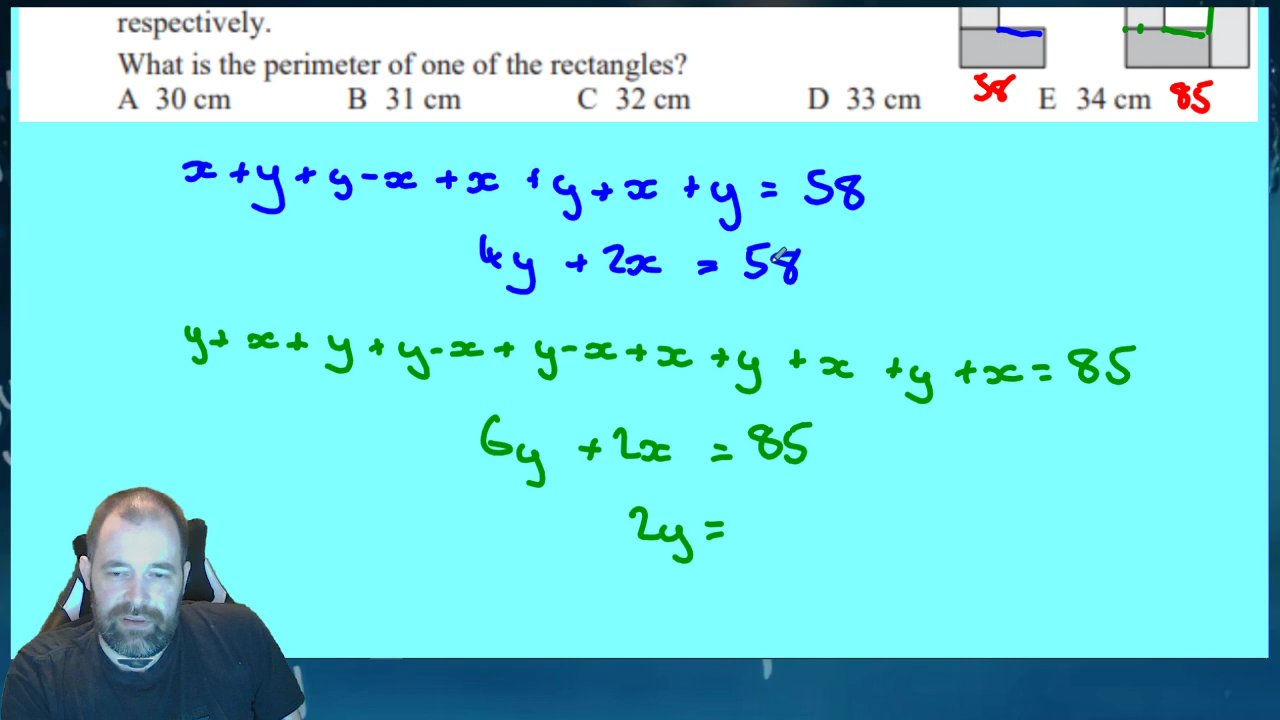 respectively.
What is the perimeter of one of the rectangles?
A 30 cm B 31 cm C 32 cm D 33 cm E 34 cm
58 85
x + y + y - x + x + y + x + y = 58
4y + 2x = 58
y + x + y + y - x + y - x + x + y + x + y + x = 85
6y + 2x = 85
2y =